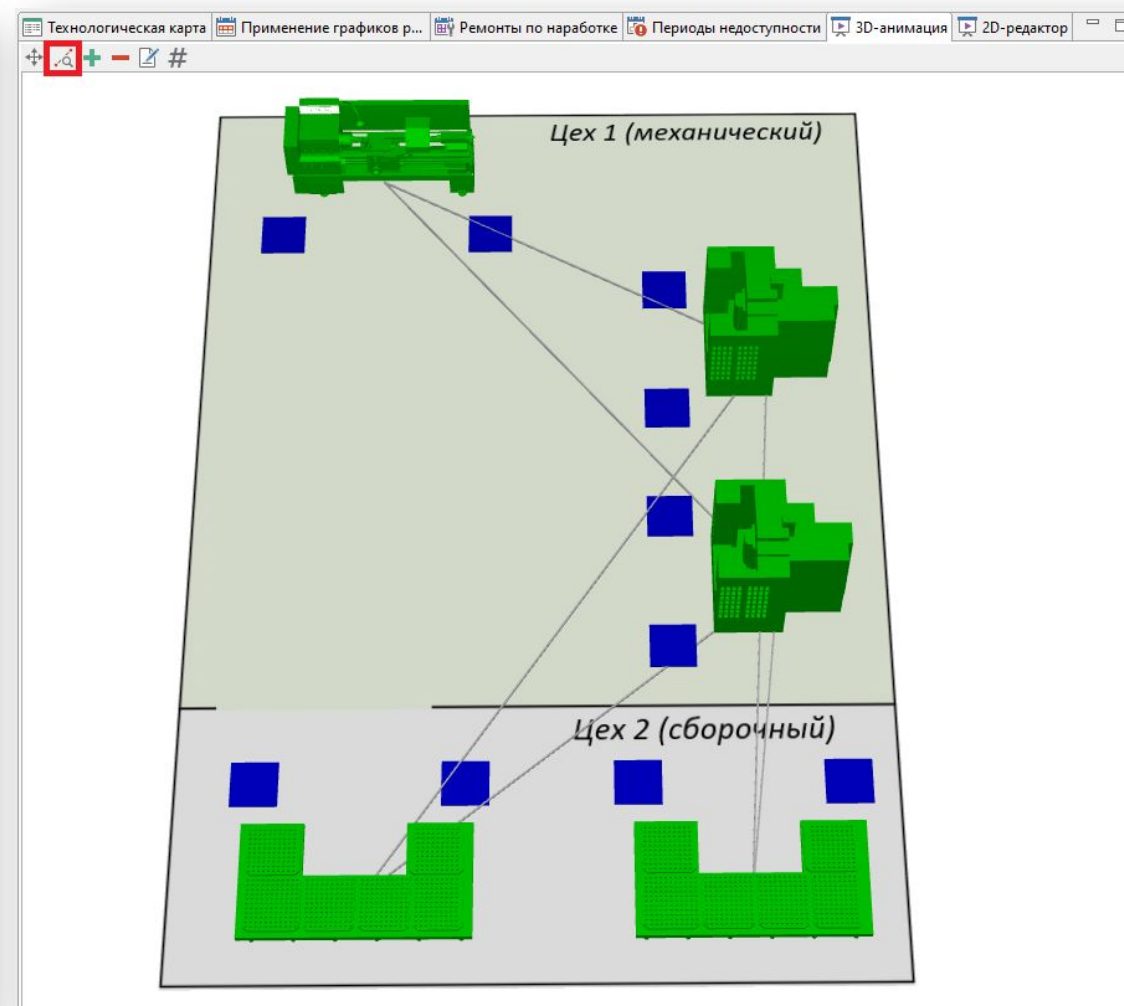 Технологическая карта Применение графиков р... Ремонты по наработке Периоды недоступности 3D-анимация 2D-редактор
Цех 1 (механический)
Цех 2 (сборочный)